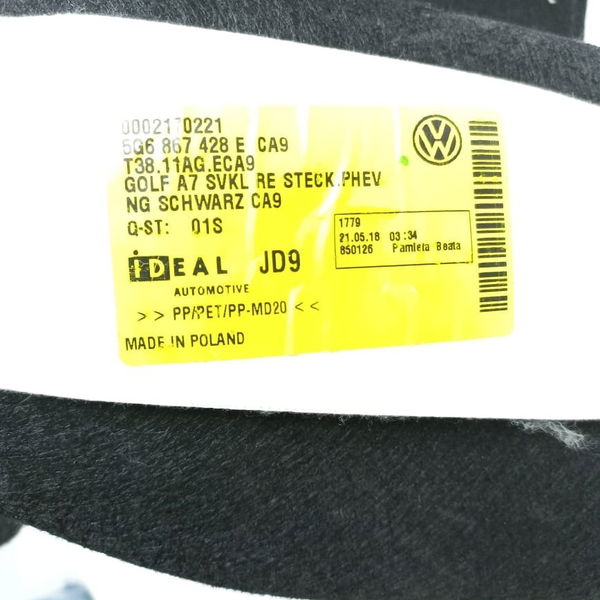 0002170221
5G6 867 428 E CA9
T38.11AG.ECA9
GOLF A7 SVKL RE STECK.PHEV
NG SCHWARZ CA9
Q-ST: 01S
1779
21.05.18 03:34
850126 Pamiera Beata
IDEAL JD9
AUTOMOTIVE
>> PP/PET/PP-MD20 <<
MADE IN POLAND